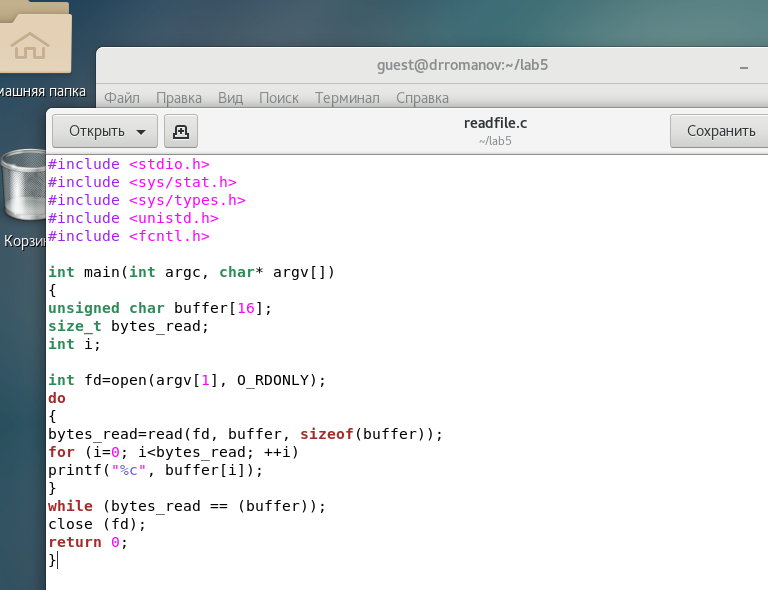 guest@drromanov:~/lab5
Файл Правка Вид Поиск Терминал Справка
машняя папка
Корзин
Открыть
readfile.c
~/lab5
Сохранить
#include <stdio.h>
#include <sys/stat.h>
#include <sys/types.h>
#include <unistd.h>
#include <fcntl.h>
int main(int argc, char* argv[])
{
unsigned char buffer[16];
size_t bytes_read;
int i;
int fd=open(argv[1], O_RDONLY);
do
{
bytes_read=read(fd, buffer, sizeof(buffer));
for (i=0; i<bytes_read; ++i)
printf("%c", buffer[i]);
}
while (bytes_read == (buffer));
close (fd);
return 0;
}